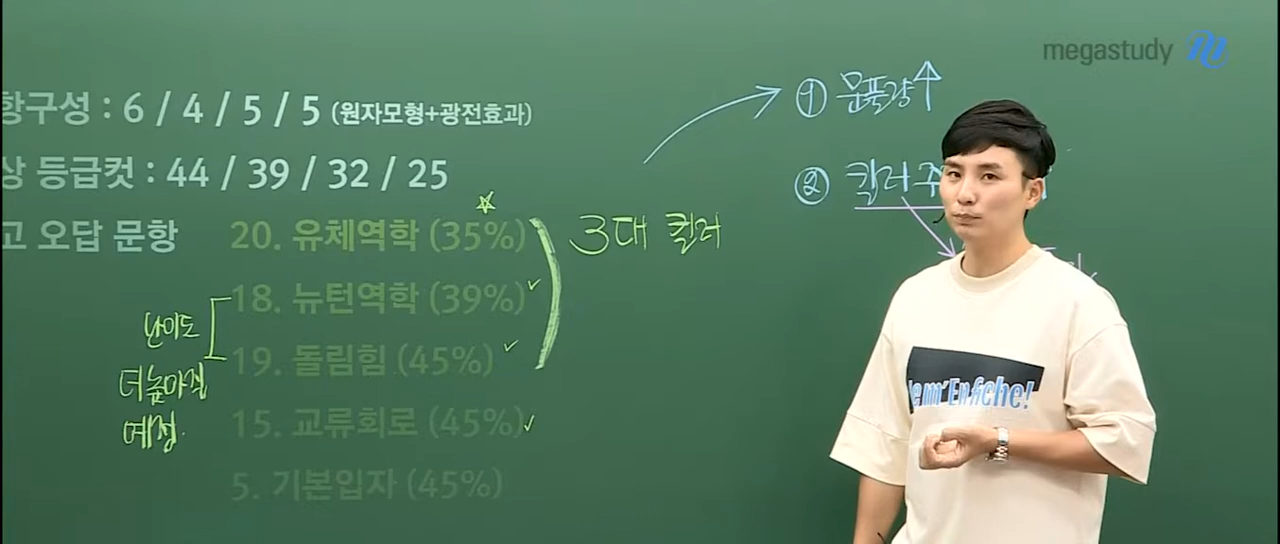 megastudy
항구성 : 6 / 4 / 5 / 5 (원자모형+광전효과)
상 등급컷 : 44 / 39 / 32 / 25
고 오답 문항
20. 유체역학 (35%)
18. 뉴턴역학 (39%)
19. 돌림힘 (45%)
15. 교류회로 (45%)
5. 기본입자 (45%)
난이도
더 높아질
예정.
3대 킬러
① 문풀량↑
② 킬러
em'Enfiche!